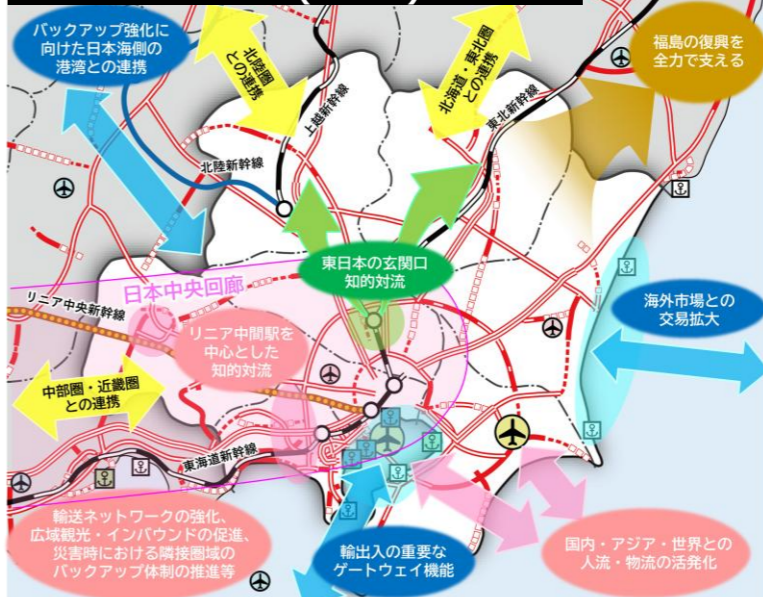 バックアップ強化に
向けた日本海側の
港湾との連携
北陸圏
との連携
北海道・東北圏
との連携
福島の復興を
全力で支える
上越新幹線
東北新幹線
北陸新幹線
東日本の玄関口
知的対流
日本中央回廊
リニア中央新幹線
リニア中間駅を
中心とした
知的対流
海外市場との
交易拡大
中部圏・近畿圏
との連携
東海道新幹線
輸送ネットワークの強化、
広域観光・インバウンドの促進、
災害時における隣接圏域の
バックアップ体制の推進等
輸出入の重要な
ゲートウェイ機能
国内・アジア・世界との
人流・物流の活発化